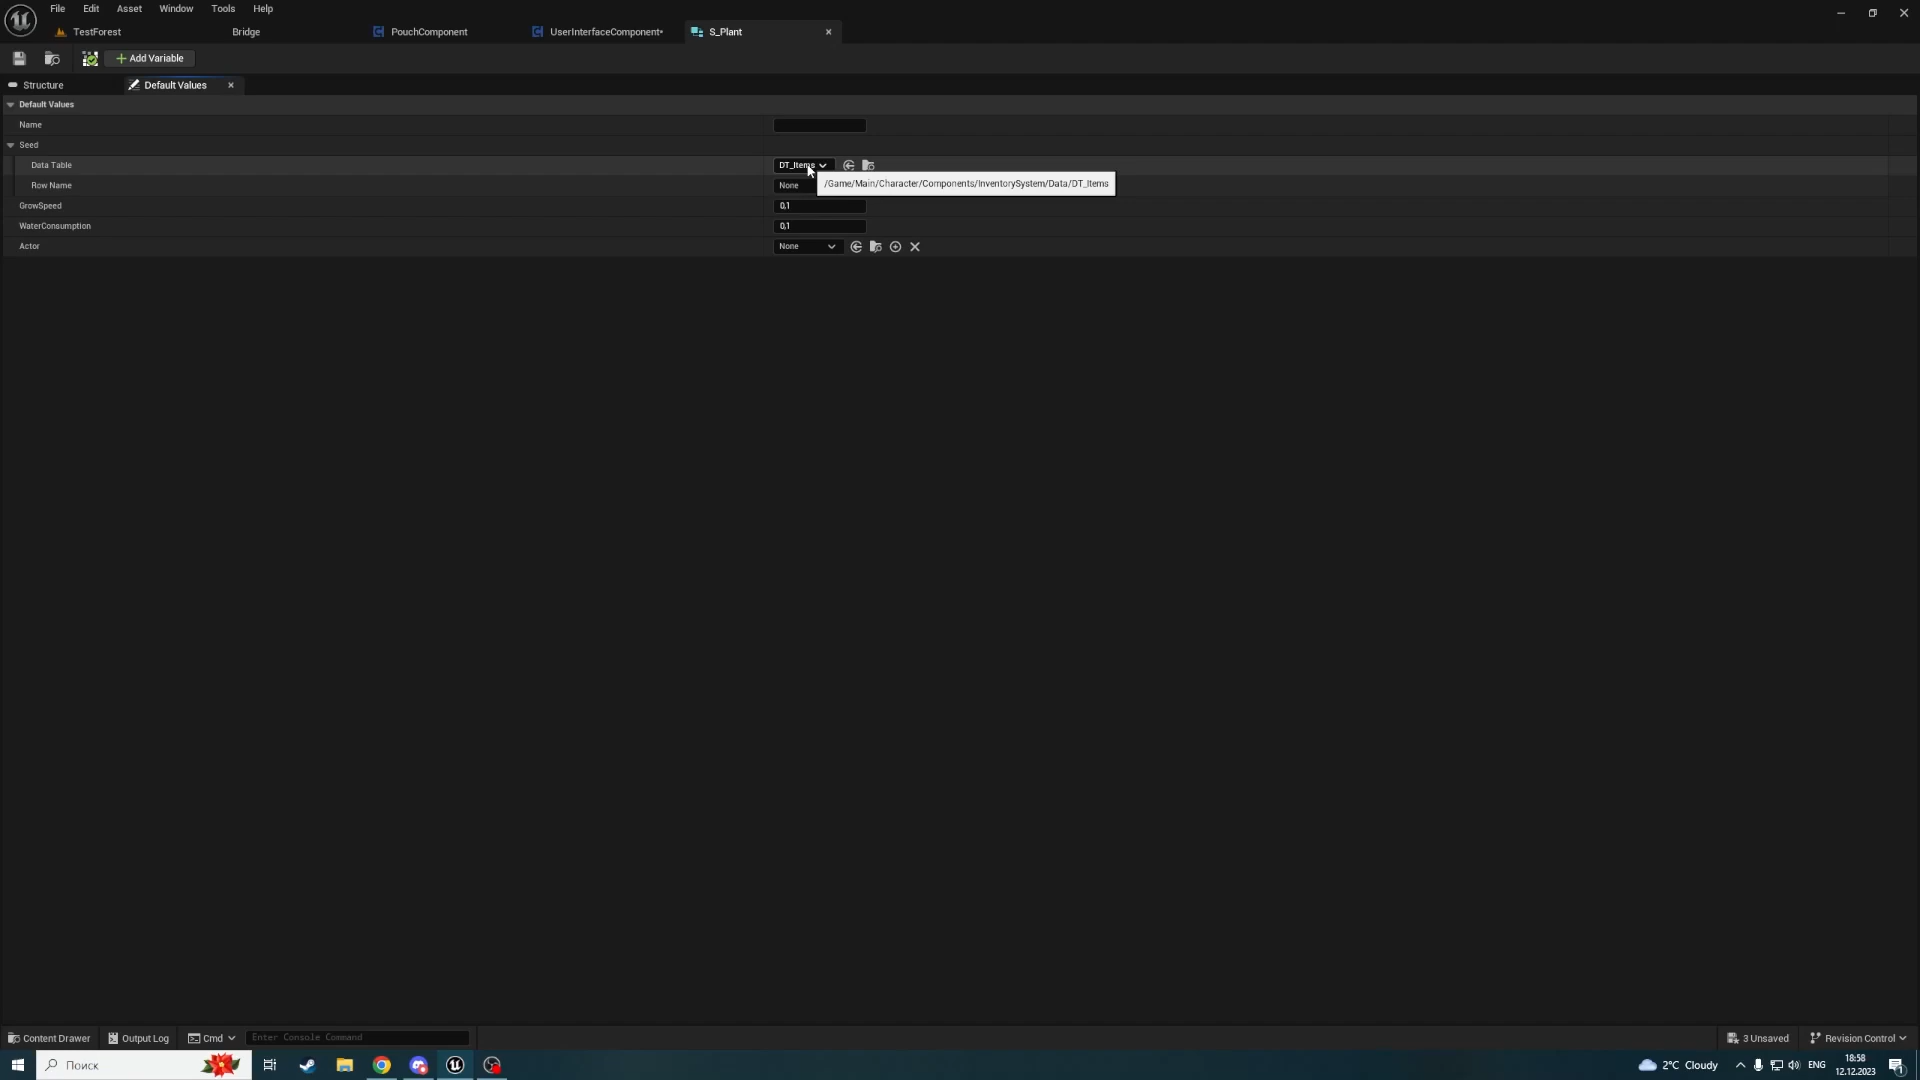 File Edit Asset Window Tools Help
TestForest Bridge PouchComponent UserInterfaceComponent* S_Plant
Add Variable
Structure Default Values
Default Values
Name
Seed
Data Table DT_Items
/Game/Main/Character/Components/InventorySystem/Data/DT_Items
Row Name None
GrowSpeed 0,1
WaterConsumption 0,1
Actor None
Content Drawer Output Log Cmd Enter Console Command 3 Unsaved Revision Control
Поиск 2°C Cloudy ENG 18:58
12.12.2023 1